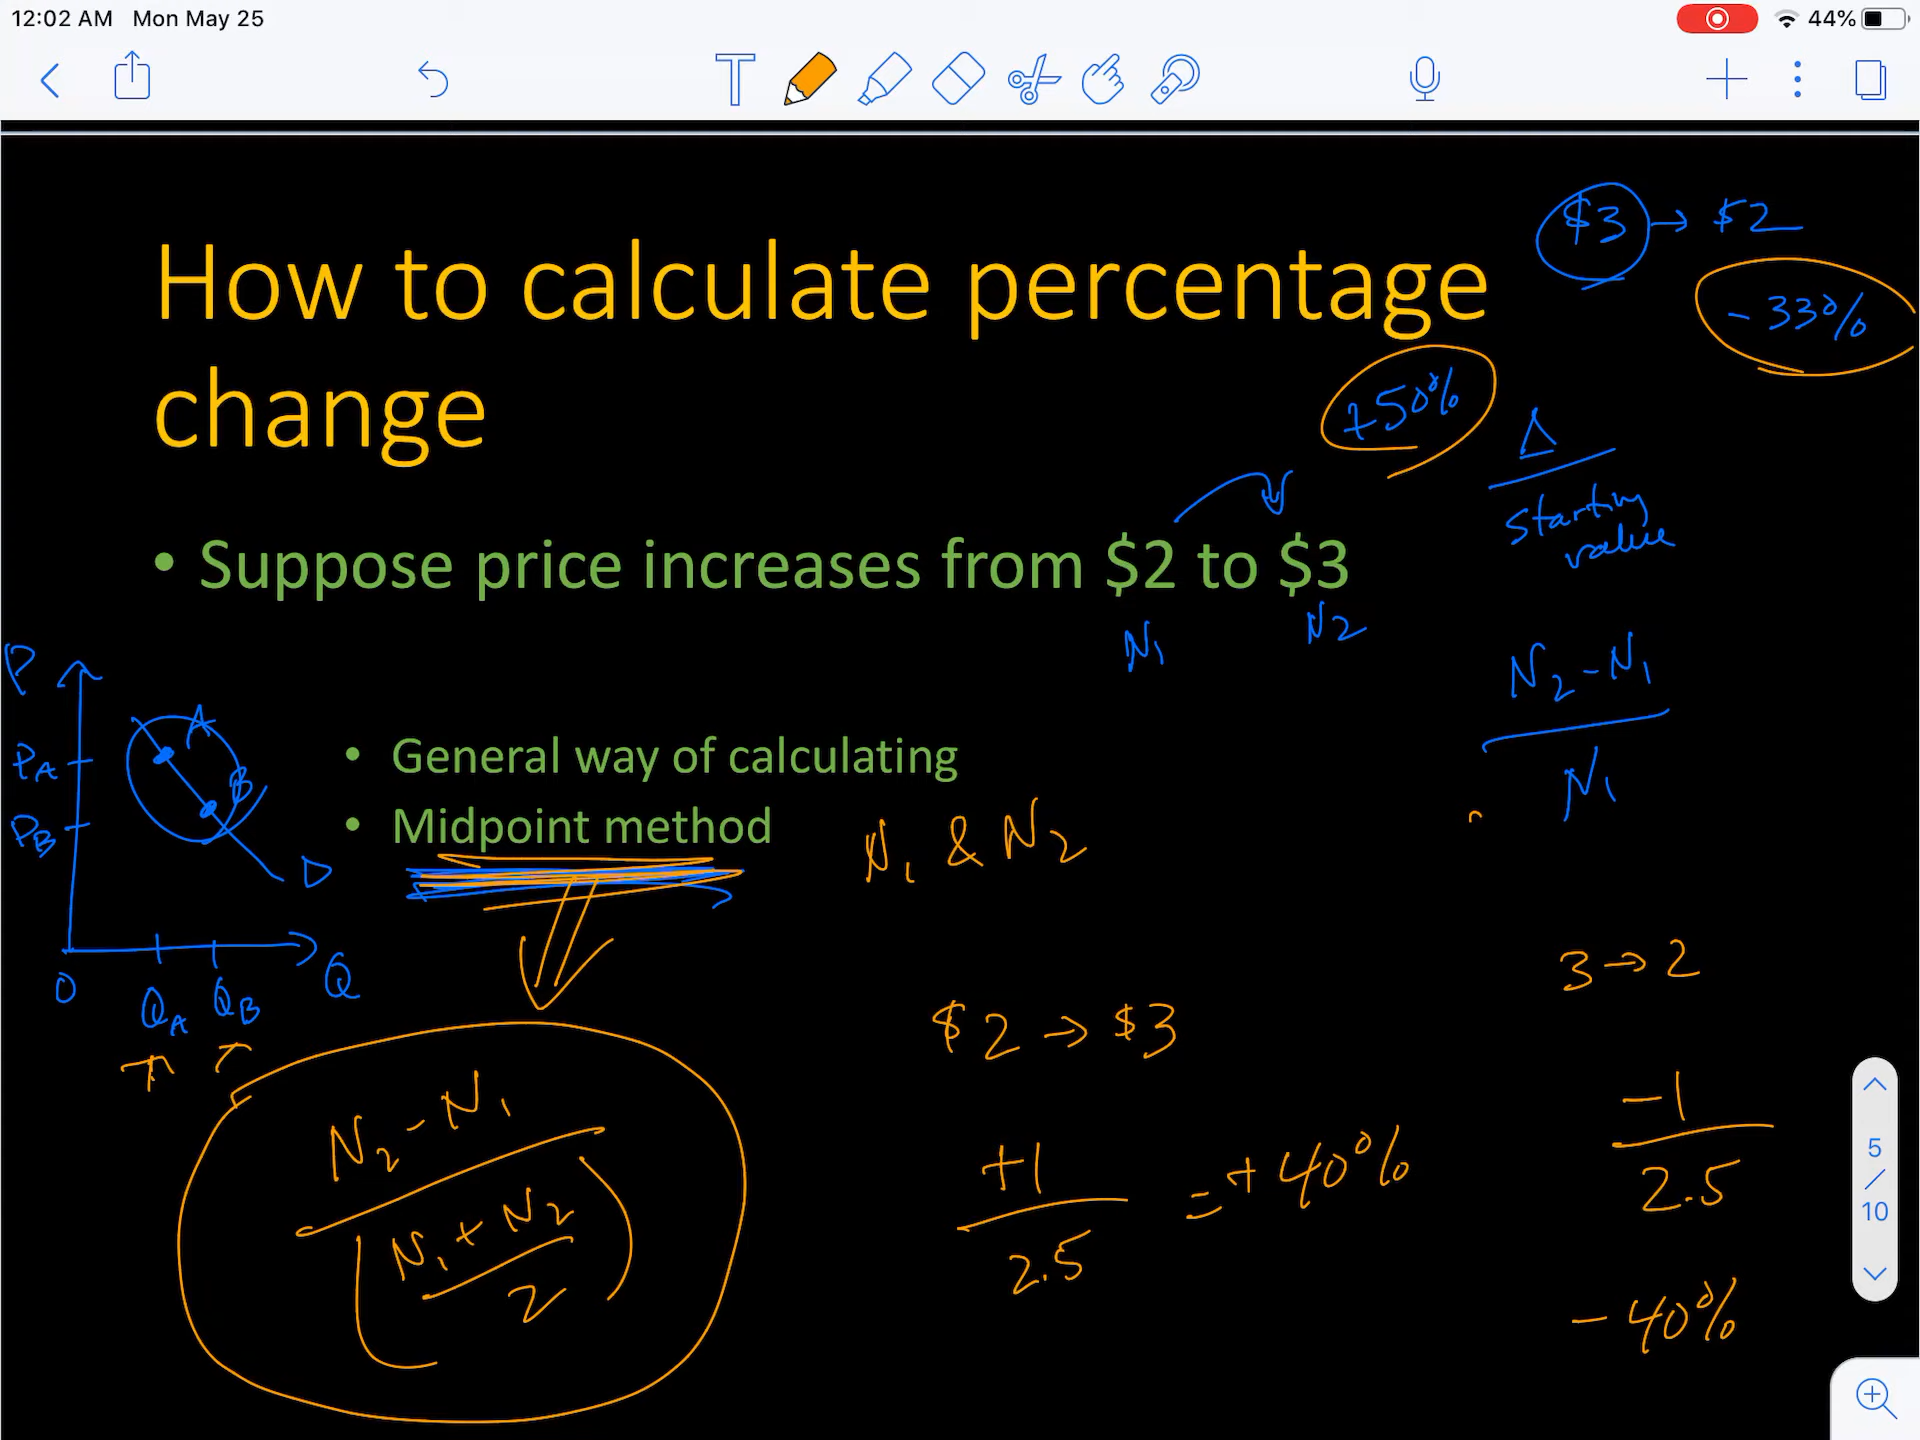 12:02 AM Mon May 25
44%
T
$3 → $2
- 33%
How to calculate percentage
change
+50%
Δ
starting
value
• Suppose price increases from $2 to $3
N1
N2
N2 - N1
N1
P
PA
PB
A
B
D
0
QA
QB
Q
• General way of calculating
• Midpoint method
N1 & N2
N2 - N1
N1 + N2
2
$2 → $3
+1
2.5
= + 40%
3 → 2
-1
2.5
- 40%
5
/
10